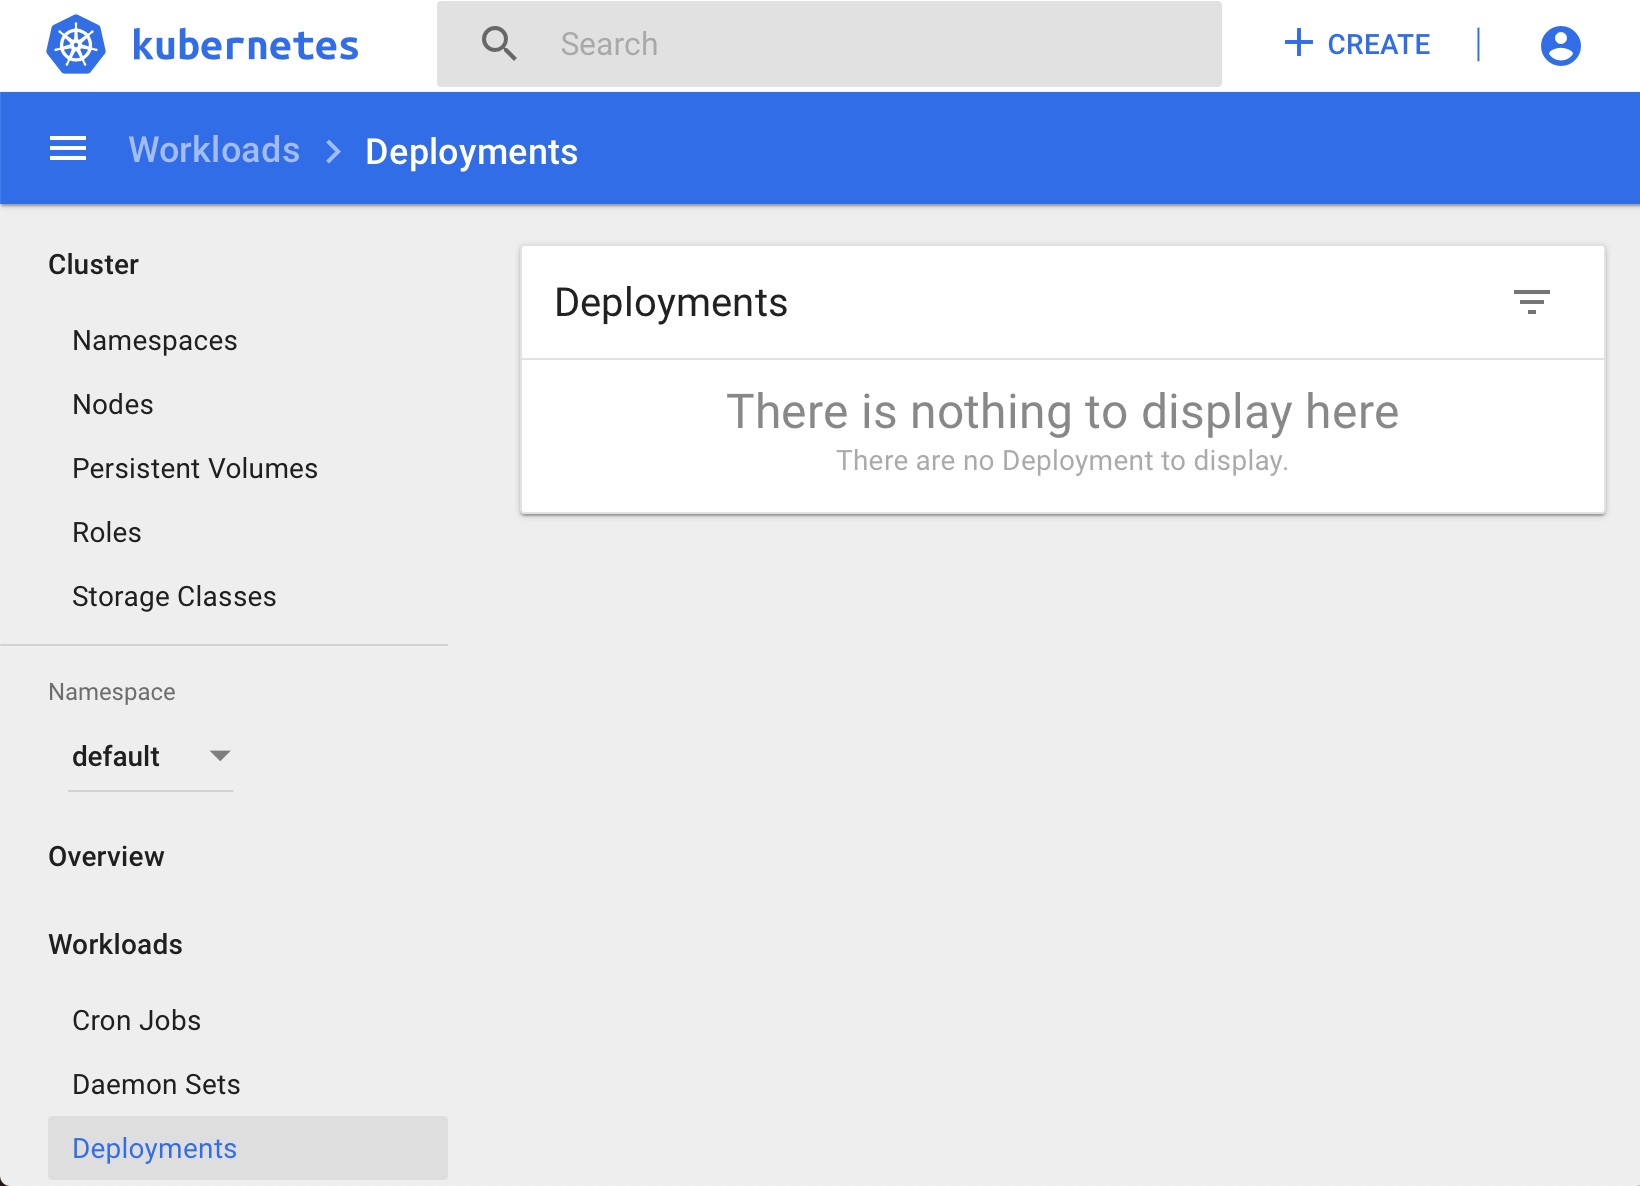 kubernetes
Search
CREATE
Workloads
Deployments
Cluster
Namespaces
Nodes
Persistent Volumes
Roles
Storage Classes
Namespace
default
Overview
Workloads
Cron Jobs
Daemon Sets
Deployments
Deployments
There is nothing to display here
There are no Deployment to display.